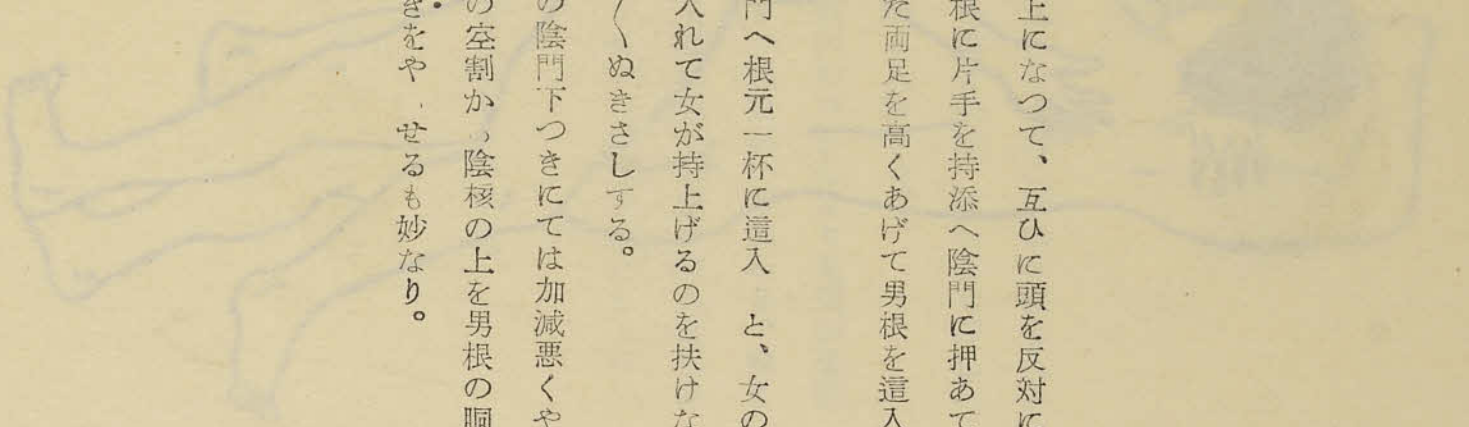 上になつて、互ひに頭を反対に
根に片手を持添へ陰門に押あて
た両足を高くあげて男根を這入
門へ根元一杯に這入 と、女の
入れて女が持上げるのを扶けな
〱ぬきさしする。
の陰門下つきにては加減悪くや
の空割か 陰核の上を男根の胴
きをや せるも妙なり。